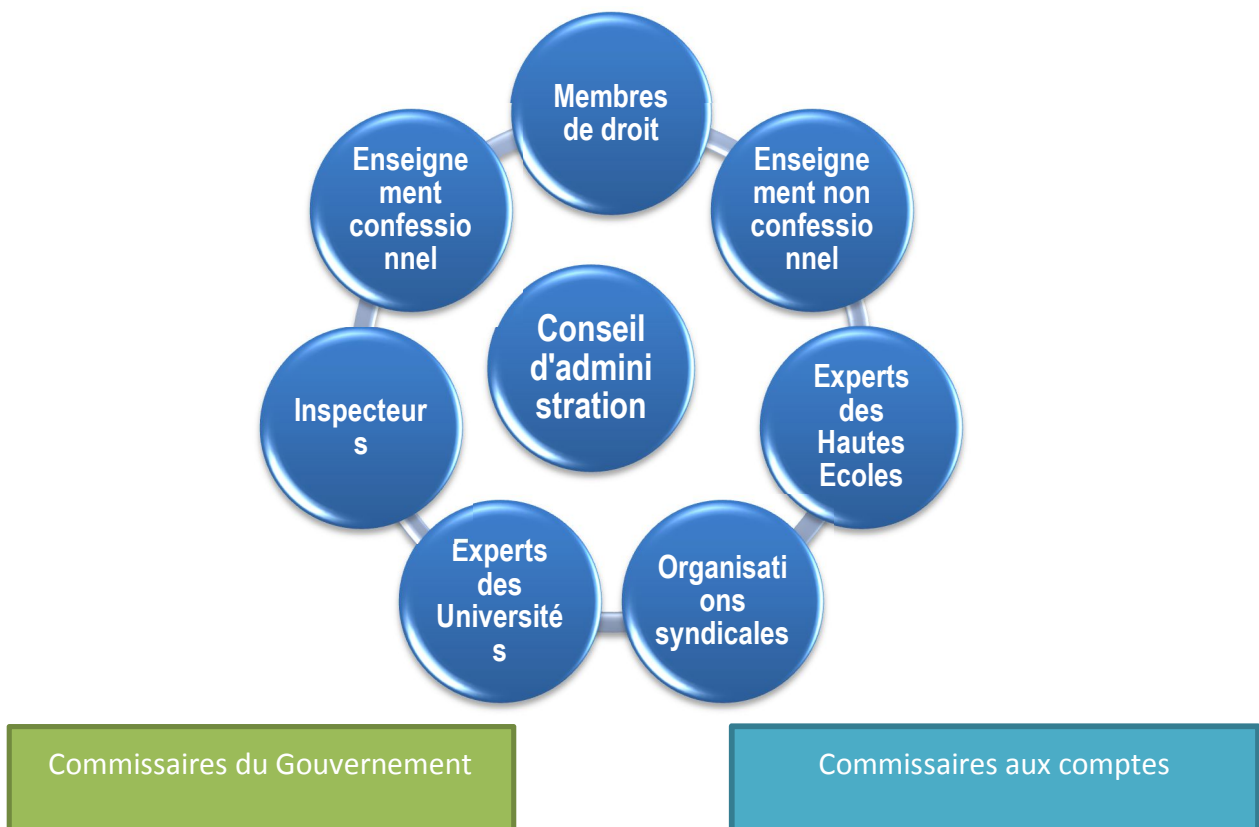 Membres
de droit
Enseigne
ment non
confessio
nnel
Experts
des
Hautes
Ecoles
Organisati
ons
syndicales
Experts
des
Université
s
Inspecteur
s
Enseigne
ment
confessio
nnel
Conseil
d'admini
stration
Commissaires du Gouvernement
Commissaires aux comptes